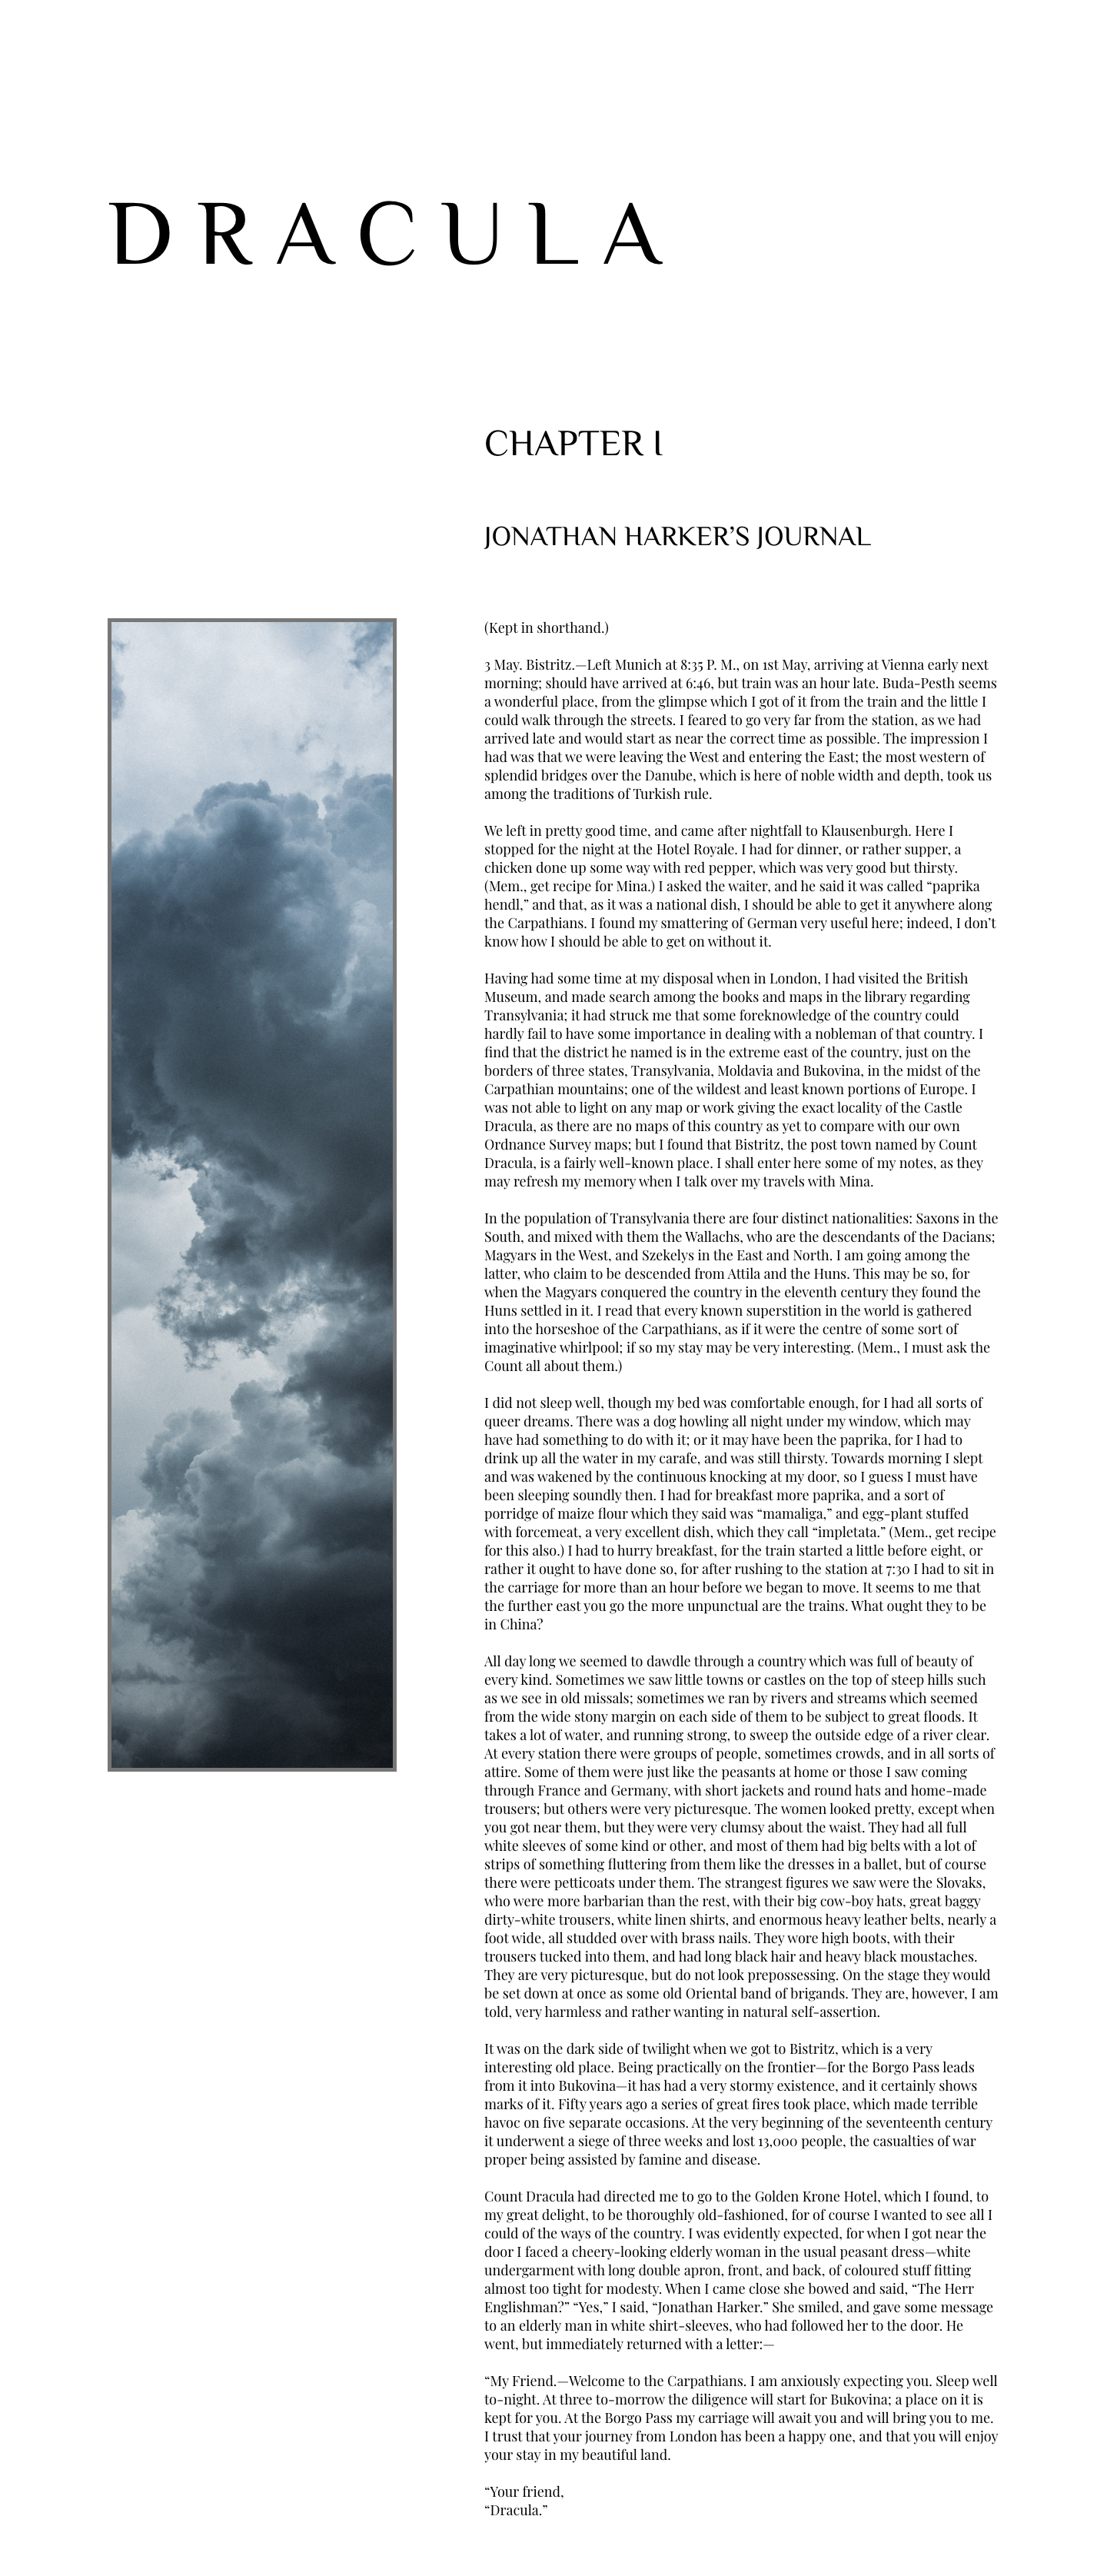 DRACULA
CHAPTER I
JONATHAN HARKER’S JOURNAL
(Kept in shorthand.)
3 May. Bistritz.—Left Munich at 8:35 P. M., on 1st May, arriving at Vienna early next
morning; should have arrived at 6:46, but train was an hour late. Buda-Pesth seems
a wonderful place, from the glimpse which I got of it from the train and the little I
could walk through the streets. I feared to go very far from the station, as we had
arrived late and would start as near the correct time as possible. The impression I
had was that we were leaving the West and entering the East; the most western of
splendid bridges over the Danube, which is here of noble width and depth, took us
among the traditions of Turkish rule.
We left in pretty good time, and came after nightfall to Klausenburgh. Here I
stopped for the night at the Hotel Royale. I had for dinner, or rather supper, a
chicken done up some way with red pepper, which was very good but thirsty.
(Mem., get recipe for Mina.) I asked the waiter, and he said it was called “paprika
hendl,” and that, as it was a national dish, I should be able to get it anywhere along
the Carpathians. I found my smattering of German very useful here; indeed, I don’t
know how I should be able to get on without it.
Having had some time at my disposal when in London, I had visited the British
Museum, and made search among the books and maps in the library regarding
Transylvania; it had struck me that some foreknowledge of the country could
hardly fail to have some importance in dealing with a nobleman of that country. I
find that the district he named is in the extreme east of the country, just on the
borders of three states, Transylvania, Moldavia and Bukovina, in the midst of the
Carpathian mountains; one of the wildest and least known portions of Europe. I
was not able to light on any map or work giving the exact locality of the Castle
Dracula, as there are no maps of this country as yet to compare with our own
Ordnance Survey maps; but I found that Bistritz, the post town named by Count
Dracula, is a fairly well-known place. I shall enter here some of my notes, as they
may refresh my memory when I talk over my travels with Mina.
In the population of Transylvania there are four distinct nationalities: Saxons in the
South, and mixed with them the Wallachs, who are the descendants of the Dacians;
Magyars in the West, and Szekelys in the East and North. I am going among the
latter, who claim to be descended from Attila and the Huns. This may be so, for
when the Magyars conquered the country in the eleventh century they found the
Huns settled in it. I read that every known superstition in the world is gathered
into the horseshoe of the Carpathians, as if it were the centre of some sort of
imaginative whirlpool; if so my stay may be very interesting. (Mem., I must ask the
Count all about them.)
I did not sleep well, though my bed was comfortable enough, for I had all sorts of
queer dreams. There was a dog howling all night under my window, which may
have had something to do with it; or it may have been the paprika, for I had to
drink up all the water in my carafe, and was still thirsty. Towards morning I slept
and was wakened by the continuous knocking at my door, so I guess I must have
been sleeping soundly then. I had for breakfast more paprika, and a sort of
porridge of maize flour which they said was “mamaliga,” and egg-plant stuffed
with forcemeat, a very excellent dish, which they call “impletata.” (Mem., get recipe
for this also.) I had to hurry breakfast, for the train started a little before eight, or
rather it ought to have done so, for after rushing to the station at 7:30 I had to sit in
the carriage for more than an hour before we began to move. It seems to me that
the further east you go the more unpunctual are the trains. What ought they to be
in China?
All day long we seemed to dawdle through a country which was full of beauty of
every kind. Sometimes we saw little towns or castles on the top of steep hills such
as we see in old missals; sometimes we ran by rivers and streams which seemed
from the wide stony margin on each side of them to be subject to great floods. It
takes a lot of water, and running strong, to sweep the outside edge of a river clear.
At every station there were groups of people, sometimes crowds, and in all sorts of
attire. Some of them were just like the peasants at home or those I saw coming
through France and Germany, with short jackets and round hats and home-made
trousers; but others were very picturesque. The women looked pretty, except when
you got near them, but they were very clumsy about the waist. They had all full
white sleeves of some kind or other, and most of them had big belts with a lot of
strips of something fluttering from them like the dresses in a ballet, but of course
there were petticoats under them. The strangest figures we saw were the Slovaks,
who were more barbarian than the rest, with their big cow-boy hats, great baggy
dirty-white trousers, white linen shirts, and enormous heavy leather belts, nearly a
foot wide, all studded over with brass nails. They wore high boots, with their
trousers tucked into them, and had long black hair and heavy black moustaches.
They are very picturesque, but do not look prepossessing. On the stage they would
be set down at once as some old Oriental band of brigands. They are, however, I am
told, very harmless and rather wanting in natural self-assertion.
It was on the dark side of twilight when we got to Bistritz, which is a very
interesting old place. Being practically on the frontier—for the Borgo Pass leads
from it into Bukovina—it has had a very stormy existence, and it certainly shows
marks of it. Fifty years ago a series of great fires took place, which made terrible
havoc on five separate occasions. At the very beginning of the seventeenth century
it underwent a siege of three weeks and lost 13,000 people, the casualties of war
proper being assisted by famine and disease.
Count Dracula had directed me to go to the Golden Krone Hotel, which I found, to
my great delight, to be thoroughly old-fashioned, for of course I wanted to see all I
could of the ways of the country. I was evidently expected, for when I got near the
door I faced a cheery-looking elderly woman in the usual peasant dress—white
undergarment with long double apron, front, and back, of coloured stuff fitting
almost too tight for modesty. When I came close she bowed and said, “The Herr
Englishman?” “Yes,” I said, “Jonathan Harker.” She smiled, and gave some message
to an elderly man in white shirt-sleeves, who had followed her to the door. He
went, but immediately returned with a letter:—
“My Friend.—Welcome to the Carpathians. I am anxiously expecting you. Sleep well
to-night. At three to-morrow the diligence will start for Bukovina; a place on it is
kept for you. At the Borgo Pass my carriage will await you and will bring you to me.
I trust that your journey from London has been a happy one, and that you will enjoy
your stay in my beautiful land.
“Your friend,
“Dracula.”